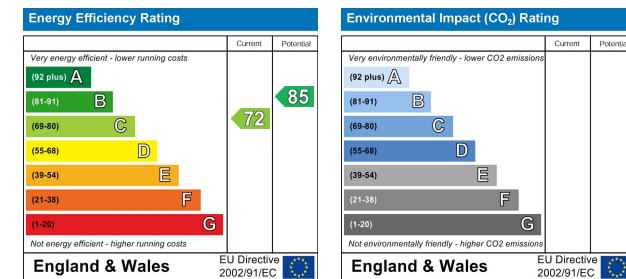 Energy Efficiency Rating
Current Potential
Very energy efficient - lower running costs
(92 plus) A
(81-91) B
85
(69-80) C
72
(55-68) D
(39-54) E
(21-38) F
(1-20) G
Not energy efficient - higher running costs
England & Wales
EU Directive
2002/91/EC
Environmental Impact (CO₂) Rating
Current Potential
Very environmentally friendly - lower CO2 emissions
(92 plus) A
(81-91) B
(69-80) C
(55-68) D
(39-54) E
(21-38) F
(1-20) G
Not environmentally friendly - higher CO2 emissions
England & Wales
EU Directive
2002/91/EC